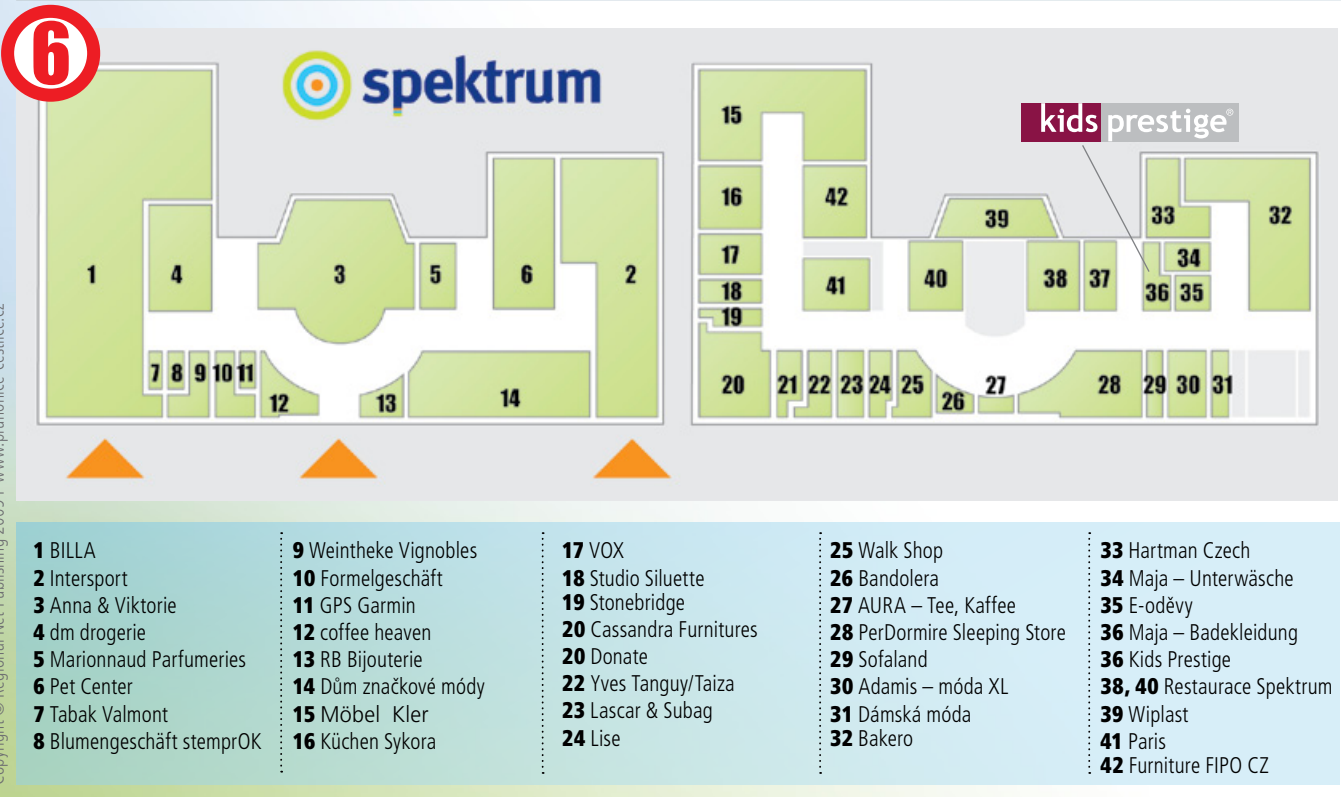 6
spektrum
kids prestige®
15
16
42
33
32
39
17
34
1
4
3
5
6
2
41
40
38
37
18
36
35
19
7
8
9
10
11
20
21
22
23
24
25
27
28
29
30
31
12
13
14
26
1 BILLA
2 Intersport
3 Anna & Viktorie
4 dm drogerie
5 Marionnaud Parfumeries
6 Pet Center
7 Tabak Valmont
8 Blumengeschäft stemprOK
9 Weintheke Vignobles
10 Formelgeschäft
11 GPS Garmin
12 coffee heaven
13 RB Bijouterie
14 Dům značkové módy
15 Möbel Kler
16 Küchen Sykora
17 VOX
18 Studio Siluette
19 Stonebridge
20 Cassandra Furnitures
20 Donate
22 Yves Tanguy/Taiza
23 Lascar & Subag
24 Lise
25 Walk Shop
26 Bandolera
27 AURA – Tee, Kaffee
28 PerDormire Sleeping Store
29 Sofaland
30 Adamis – móda XL
31 Dámská móda
32 Bakero
33 Hartman Czech
34 Maja – Unterwäsche
35 E-oděvy
36 Maja – Badekleidung
36 Kids Prestige
38, 40 Restaurace Spektrum
39 Wiplast
41 Paris
42 Furniture FIPO CZ